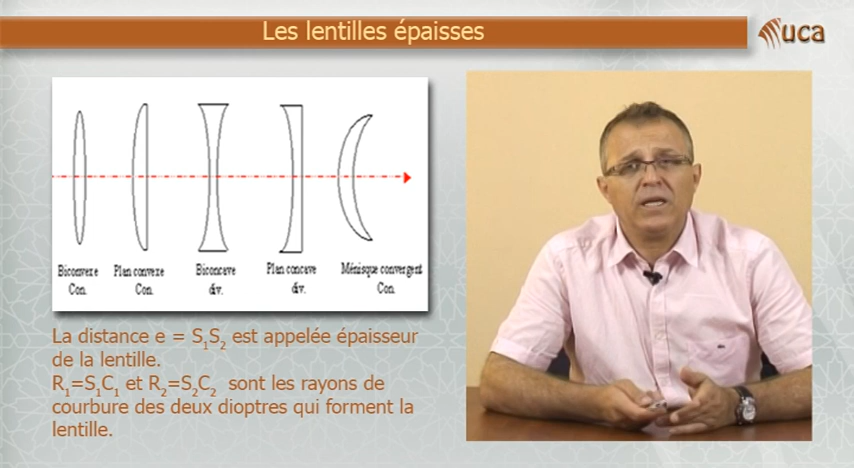 Les lentilles épaisses
uca
Biconvexe Plan convexe Biconcave Plan concave Ménisque convergent
Con. Con. div. div. Con.
La distance e = S₁S₂ est appelée épaisseur
de la lentille.
R₁=S₁C₁ et R₂=S₂C₂ sont les rayons de
courbure des deux dioptres qui forment la
lentille.